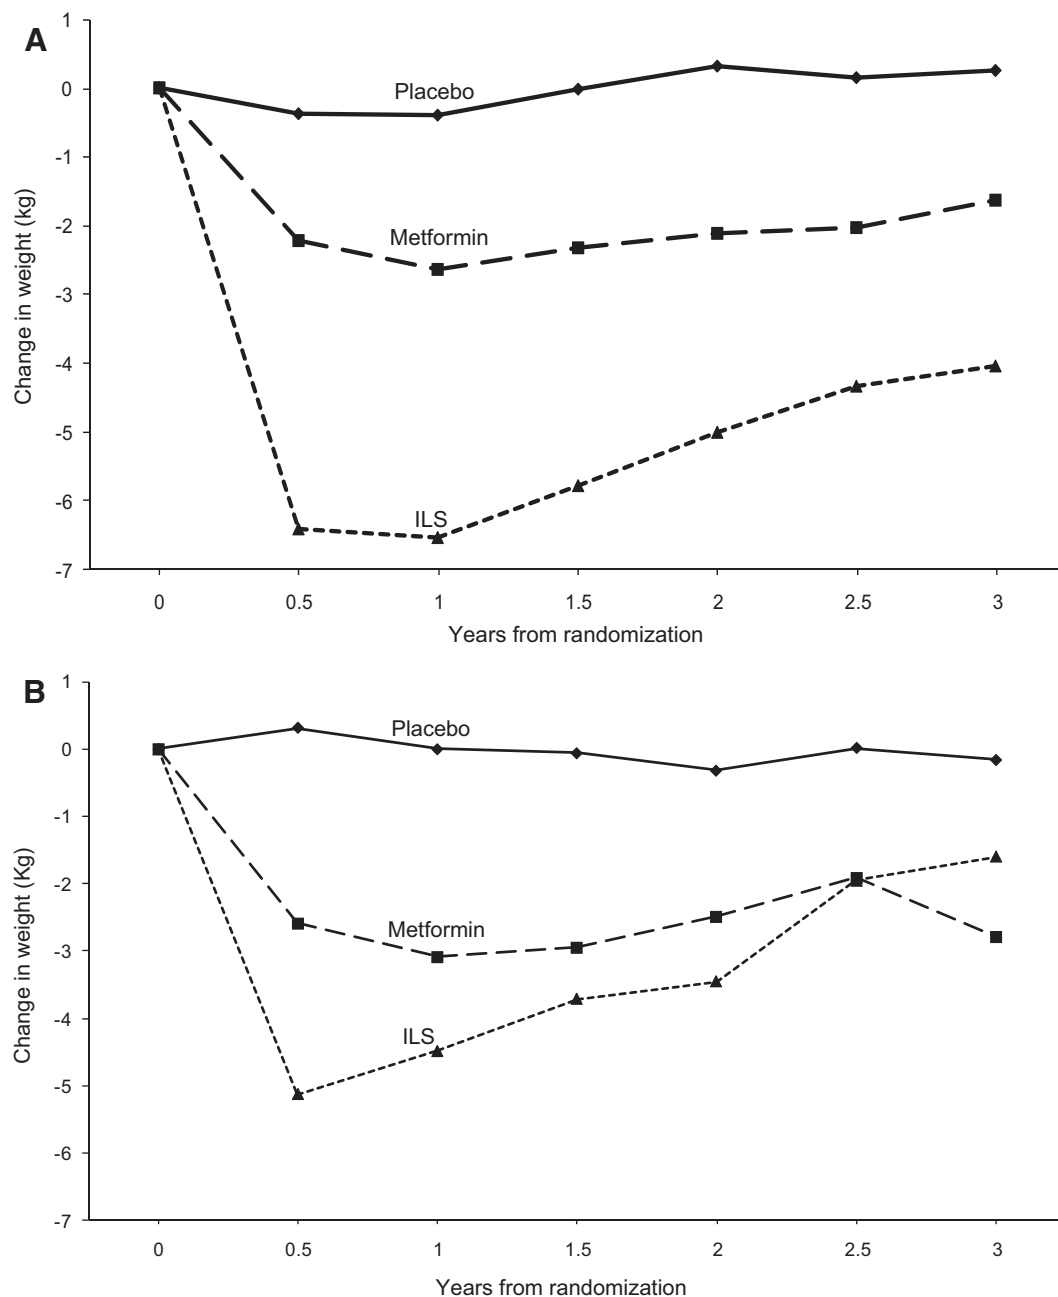 A
1
0
-1
-2
-3
-4
-5
-6
-7
Change in weight (kg)
Placebo
Metformin
ILS
0 0.5 1 1.5 2 2.5 3
Years from randomization
B
1
0
-1
-2
-3
-4
-5
-6
-7
Change in weight (Kg)
Placebo
Metformin
ILS
0 0.5 1 1.5 2 2.5 3
Years from randomization